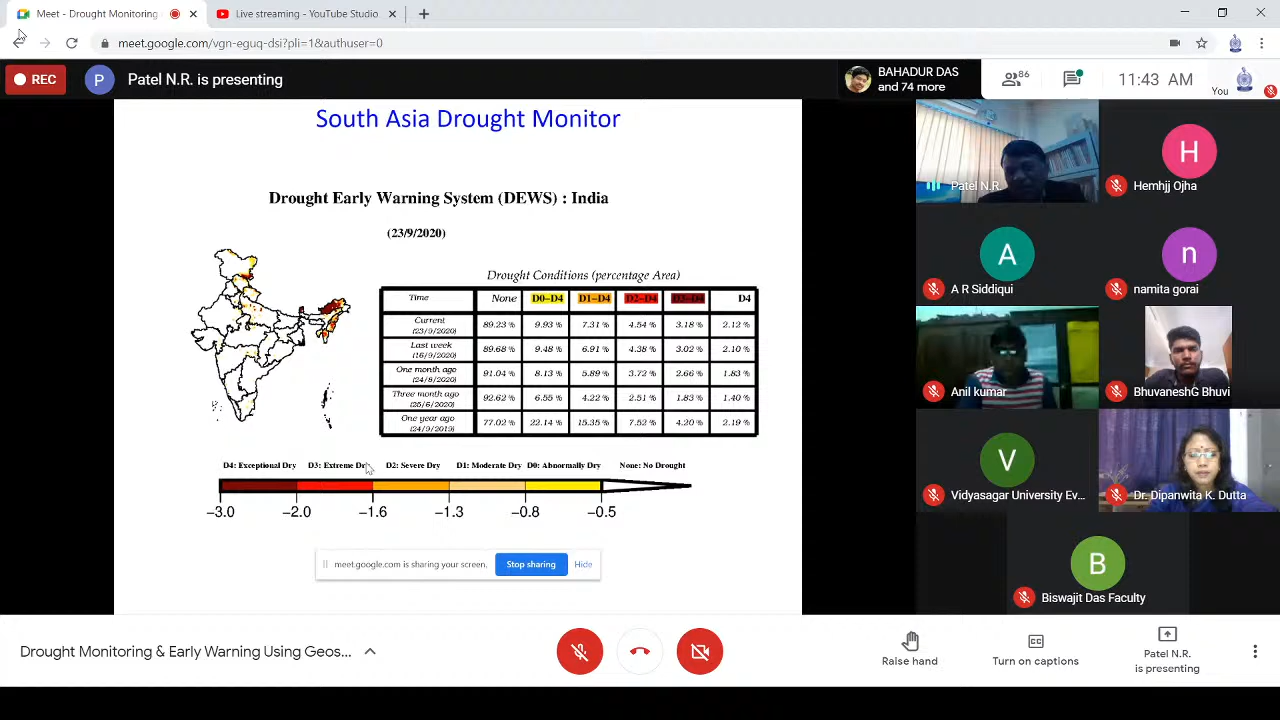 Meet - Drought Monitoring
Live streaming - YouTube Studio
meet.google.com/vgn-eguq-dsi?pli=1&authuser=0
REC
P
Patel N.R. is presenting
BAHADUR DAS
and 74 more
86
11:43 AM
You
South Asia Drought Monitor
Drought Early Warning System (DEWS) : India
(23/9/2020)
Drought Conditions (percentage Area)
Time None D0-D4 D1-D4 D2-D4 D3-D4 D4
Current
(23/9/2020) 89.23 % 9.93 % 7.31 % 4.54 % 3.18 % 2.12 %
Last week
(16/9/2020) 89.68 % 9.48 % 6.91 % 4.38 % 3.02 % 2.10 %
One month ago
(24/8/2020) 91.04 % 8.13 % 5.89 % 3.72 % 2.66 % 1.83 %
Three month ago
(25/6/2020) 92.62 % 6.55 % 4.22 % 2.51 % 1.83 % 1.40 %
One year ago
(24/9/2019) 77.02 % 22.14 % 15.35 % 7.52 % 4.20 % 2.19 %
D4: Exceptional Dry D3: Extreme Dry D2: Severe Dry D1: Moderate Dry D0: Abnormally Dry None: No Drought
−3.0 −2.0 −1.6 −1.3 −0.8 −0.5
meet.google.com is sharing your screen.
Stop sharing
Hide
Patel N.R.
H
Hemhjj Ojha
A
A R Siddiqui
n
namita gorai
Anil kumar
BhuvaneshG Bhuvi
V
Vidyasagar University Ev...
Dr. Dipanwita K. Dutta
B
Biswajit Das Faculty
Drought Monitoring & Early Warning Using Geos...
Raise hand
Turn on captions
Patel N.R.
is presenting